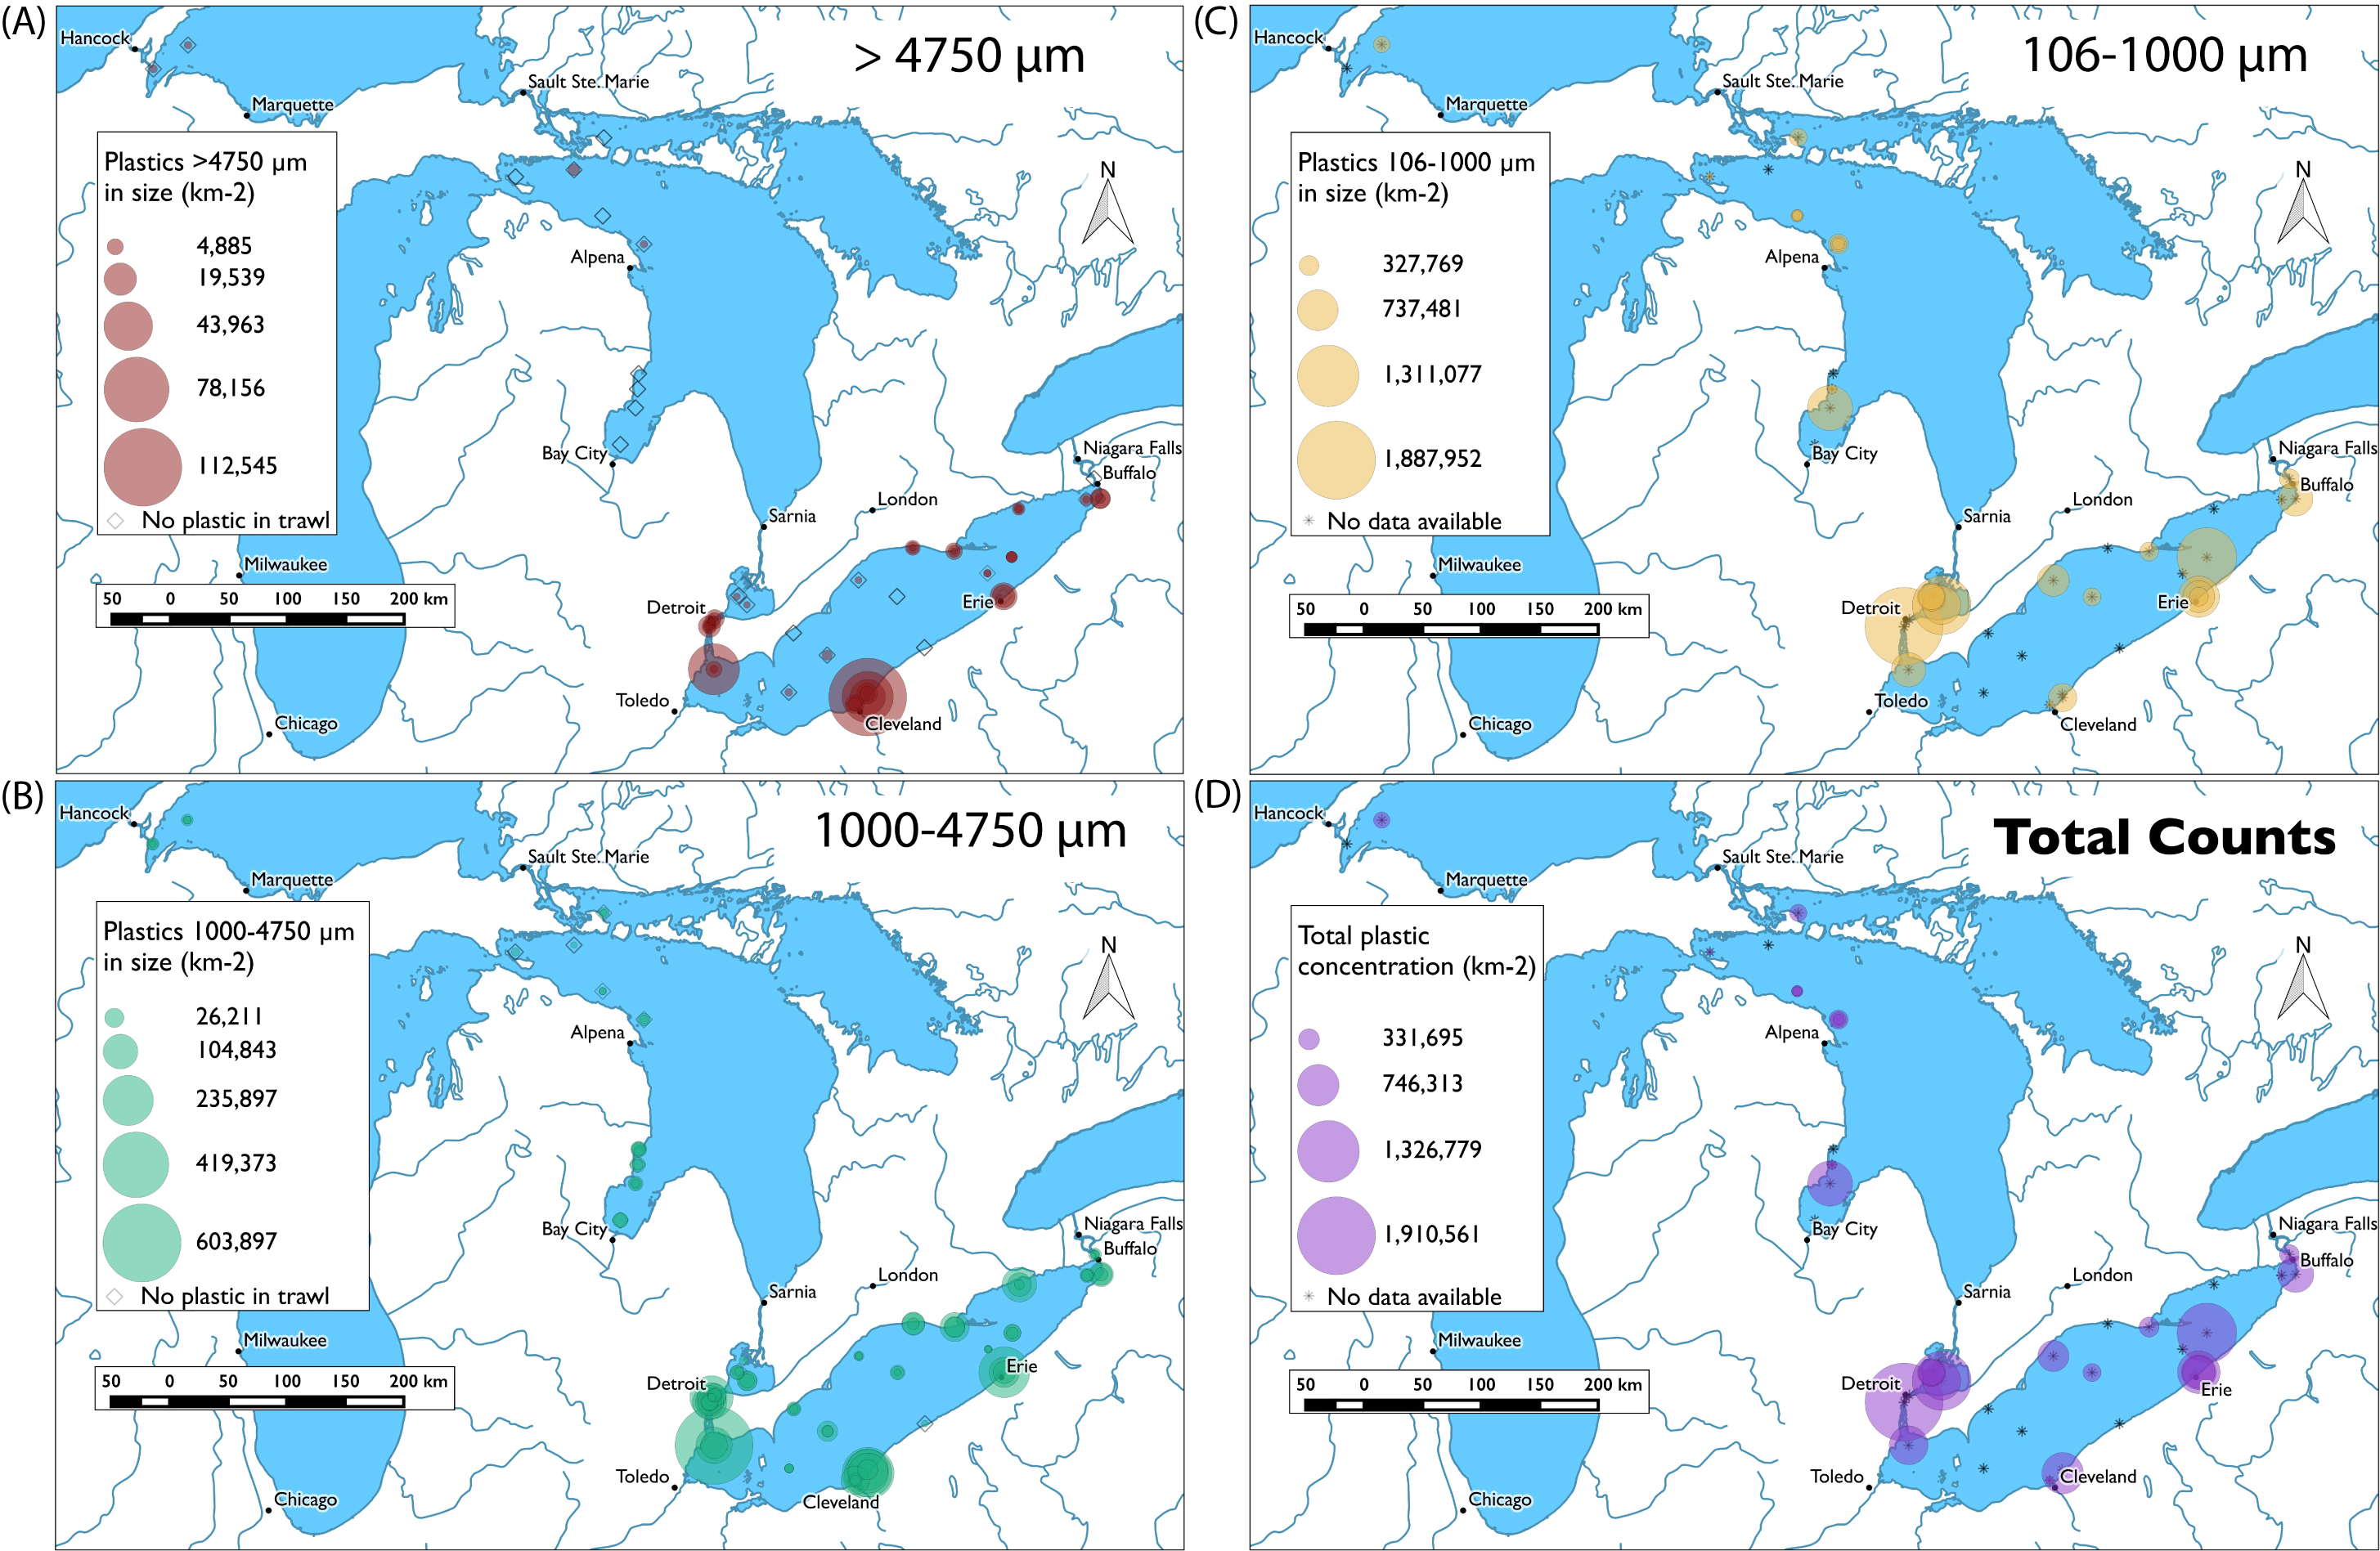 (A)
> 4750 µm
Hancock
Marquette
Sault Ste. Marie
Plastics >4750 µm
in size (km-2)
4,885
19,539
43,963
78,156
112,545
No plastic in trawl
N
Alpena
Bay City
Niagara Falls
Buffalo
London
Sarnia
Milwaukee
50 0 50 100 150 200 km
Detroit
Erie
Toledo
Cleveland
Chicago
(C)
106-1000 µm
Hancock
Marquette
Sault Ste. Marie
Plastics 106-1000 µm
in size (km-2)
327,769
737,481
1,311,077
1,887,952
No data available
N
Alpena
Bay City
Niagara Falls
Buffalo
London
Sarnia
Milwaukee
50 0 50 100 150 200 km
Detroit
Erie
Toledo
Cleveland
Chicago
(B)
1000-4750 µm
Hancock
Marquette
Sault Ste. Marie
Plastics 1000-4750 µm
in size (km-2)
26,211
104,843
235,897
419,373
603,897
No plastic in trawl
N
Alpena
Bay City
Niagara Falls
Buffalo
London
Sarnia
Milwaukee
50 0 50 100 150 200 km
Detroit
Erie
Toledo
Cleveland
Chicago
(D)
Total Counts
Hancock
Marquette
Sault Ste. Marie
Total plastic
concentration (km-2)
331,695
746,313
1,326,779
1,910,561
No data available
N
Alpena
Bay City
Niagara Falls
Buffalo
London
Sarnia
Milwaukee
50 0 50 100 150 200 km
Detroit
Erie
Toledo
Cleveland
Chicago